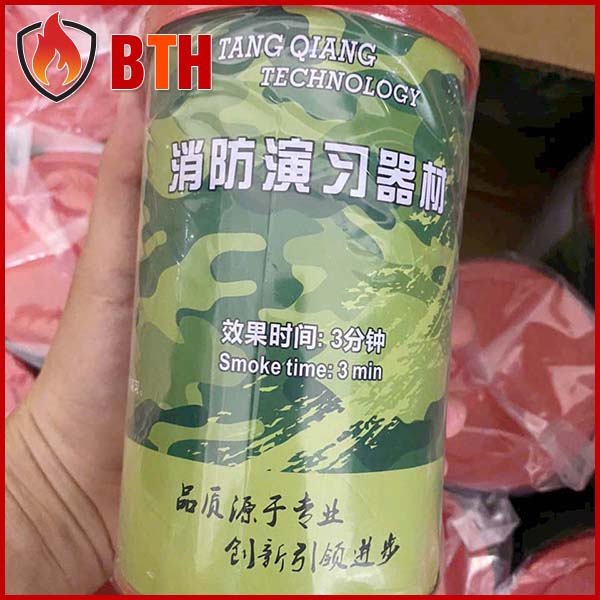 BTH
TANG QIANG
TECHNOLOGY
消防演习器材
效果时间: 3分钟
Smoke time: 3 min
品质源于专业
创新引领进步